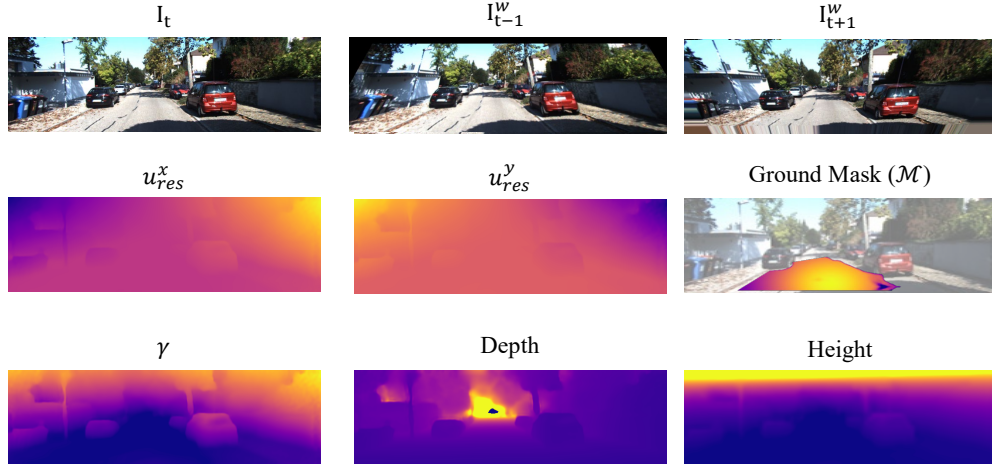 I_t
I^w_{t−1}
I^w_{t+1}
u^x_{res}
u^y_{res}
Ground Mask (ℳ)
γ
Depth
Height